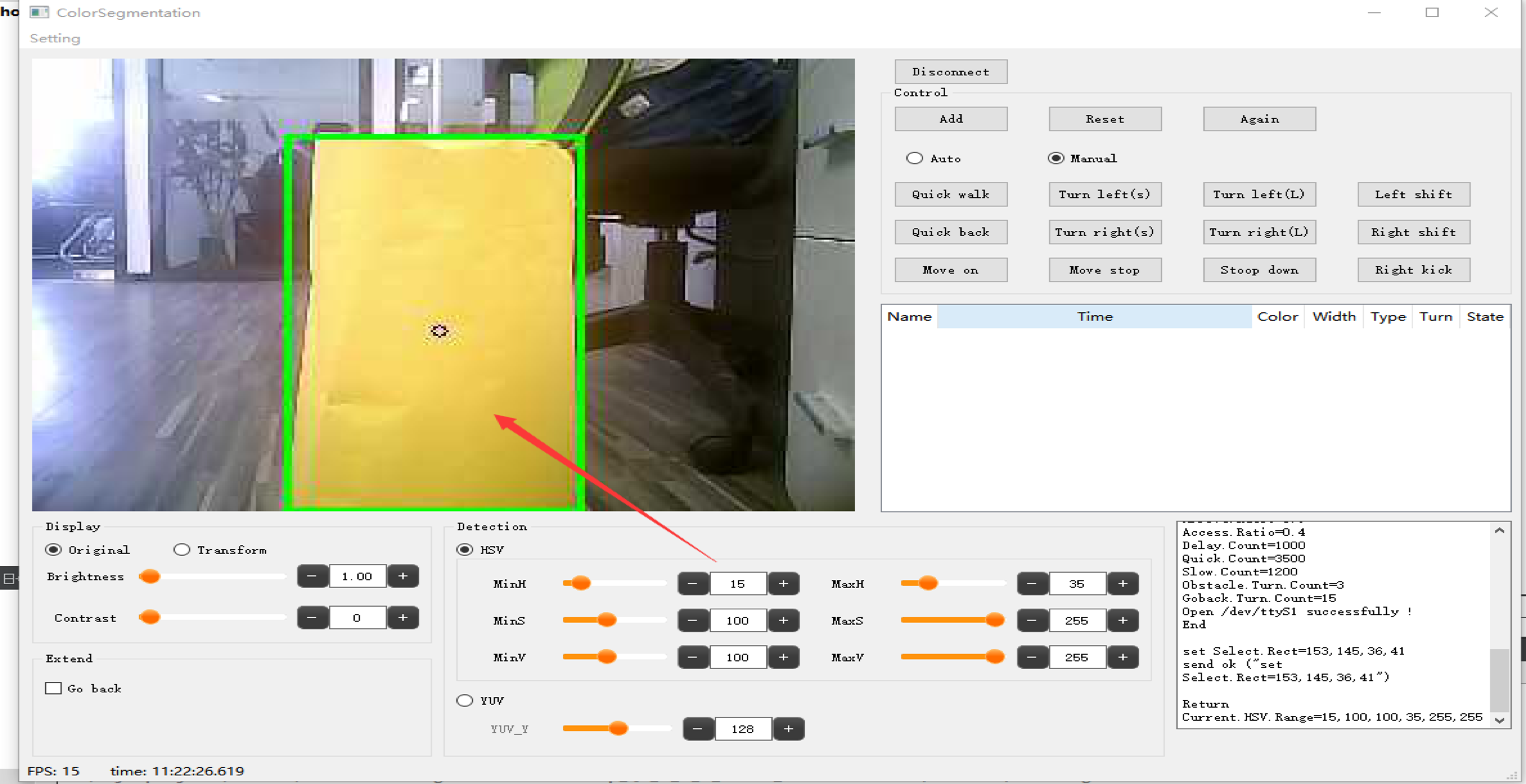 ho
ColorSegmentation
Setting
Disconnect
Control
Add Reset Again
Auto Manual
Quick walk Turn left(s) Turn left(L) Left shift
Quick back Turn right(s) Turn right(L) Right shift
Move on Move stop Stoop down Right kick
Name Time Color Width Type Turn State
Display
Original Transform
Brightness − 1.00 +
Contrast − 0 +
Extend
Go back
Detection
HSV
MinH − 15 + MaxH − 35 +
MinS − 100 + MaxS − 255 +
MinV − 100 + MaxV − 255 +
YUV
YUV_Y − 128 +
Access.Ratio=0.4
Delay.Count=1000
Quick.Count=3500
Slow.Count=1200
Obstacle.Turn.Count=3
Goback.Turn.Count=15
Open /dev/ttyS1 successfully !
End
set Select.Rect=153,145,36,41
send ok ("set
Select.Rect=153,145,36,41")
Return
Current.HSV.Range=15,100,100,35,255,255
FPS: 15 time: 11:22:26.619